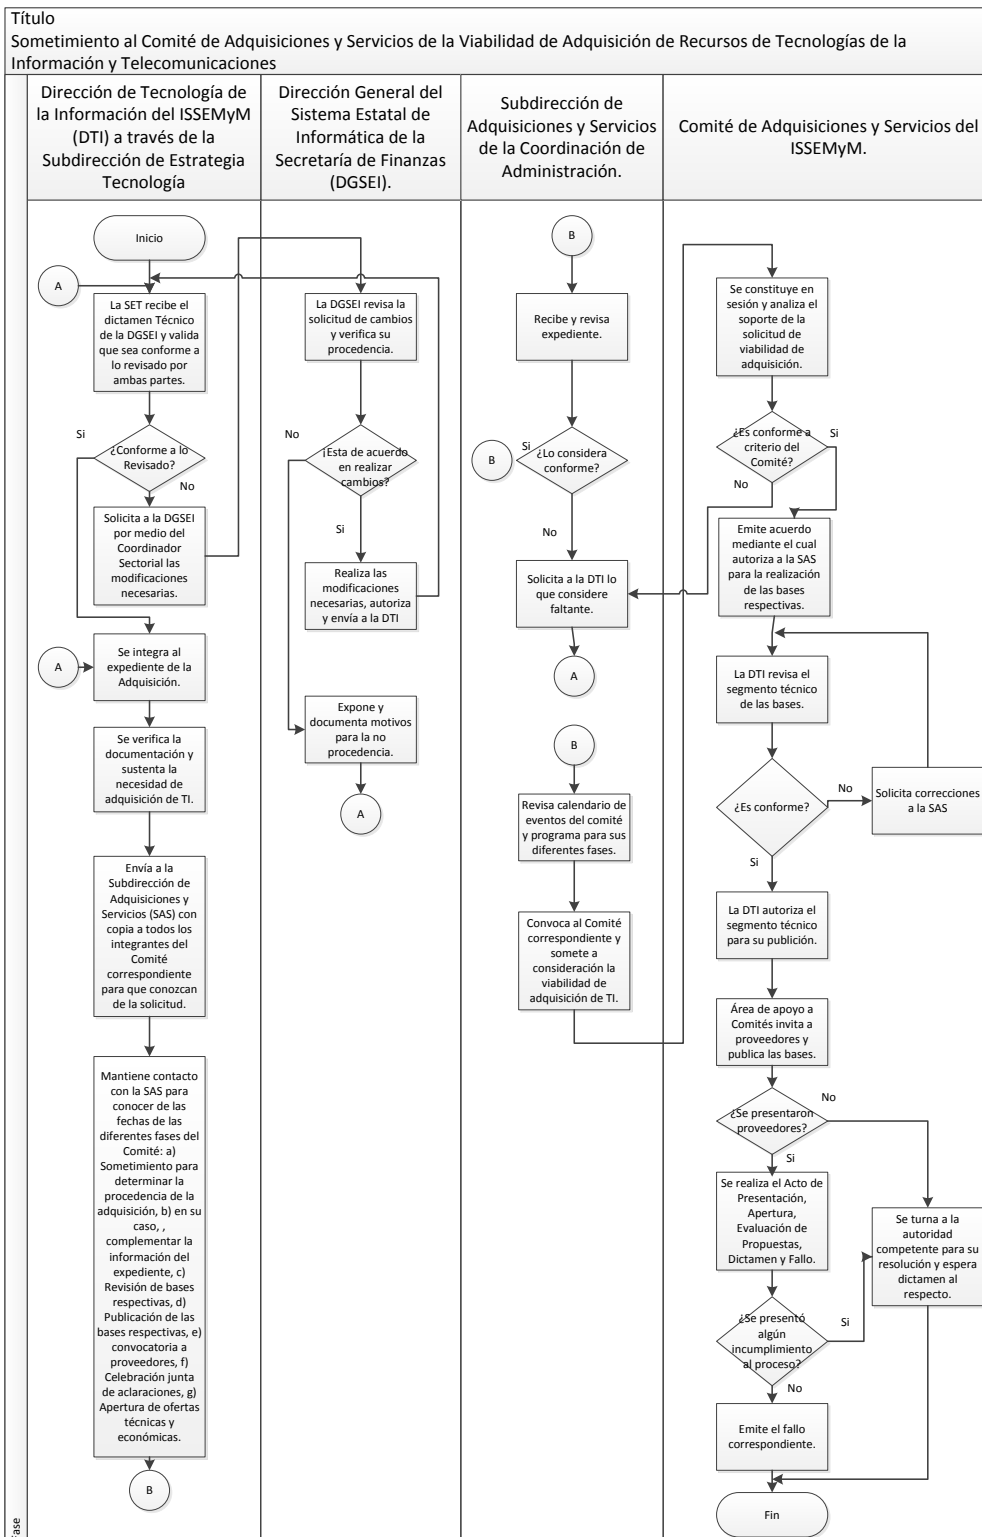 Título
Sometimiento al Comité de Adquisiciones y Servicios de la Viabilidad de Adquisición de Recursos de Tecnologías de la
Información y Telecomunicaciones
Dirección de Tecnología de
la Información del ISSEMyM
(DTI) a través de la
Subdirección de Estrategia
Tecnología
Dirección General del
Sistema Estatal de
Informática de la
Secretaría de Finanzas
(DGSEI).
Subdirección de
Adquisiciones y Servicios
de la Coordinación de
Administración.
Comité de Adquisiciones y Servicios del
ISSEMyM.
Inicio
A
La SET recibe el
dictamen Técnico
de la DGSEI y valida
que sea conforme a
lo revisado por
ambas partes.
Si
¿Conforme a lo
Revisado?
No
Solicita a la DGSEI
por medio del
Coordinador
Sectorial las
modificaciones
necesarias.
A
Se integra al
expediente de la
Adquisición.
Se verifica la
documentación y
sustenta la
necesidad de
adquisición de TI.
Envía a la
Subdirección de
Adquisiciones y
Servicios (SAS) con
copia a todos los
integrantes del
Comité
correspondiente
para que conozcan
de la solicitud.
Mantiene contacto
con la SAS para
conocer de las
fechas de las
diferentes fases del
Comité: a)
Sometimiento para
determinar la
procedencia de la
adquisición, b) en su
caso, ,
complementar la
información del
expediente, c)
Revisión de bases
respectivas, d)
Publicación de las
bases respectivas, e)
convocatoria a
proveedores, f)
Celebración junta
de aclaraciones, g)
Apertura de ofertas
técnicas y
económicas.
B
La DGSEI revisa la
solicitud de cambios
y verifica su
procedencia.
No
¡Esta de acuerdo
en realizar
cambios?
Si
Realiza las
modificaciones
necesarias, autoriza
y envía a la DTI
Expone y
documenta motivos
para la no
procedencia.
A
B
Recibe y revisa
expediente.
B
Si
¿Lo considera
conforme?
No
Solicita a la DTI lo
que considere
faltante.
A
B
Revisa calendario de
eventos del comité
y programa para sus
diferentes fases.
Convoca al Comité
correspondiente y
somete a
consideración la
viabilidad de
adquisición de TI.
Se constituye en
sesión y analiza el
soporte de la
solicitud de
viabilidad de
adquisición.
¿Es conforme a
criterio del
Comité?
Si
No
Emite acuerdo
mediante el cual
autoriza a la SAS
para la realización
de las bases
respectivas.
La DTI revisa el
segmento técnico
de las bases.
¿Es conforme?
No
Solicita correcciones
a la SAS
Si
La DTI autoriza el
segmento técnico
para su publición.
Área de apoyo a
Comités invita a
proveedores y
publica las bases.
No
¿Se presentaron
proveedores?
Si
Se realiza el Acto de
Presentación,
Apertura,
Evaluación de
Propuestas,
Dictamen y Fallo.
Se turna a la
autoridad
competente para su
resolución y espera
dictamen al
respecto.
¿Se presentó
algún
incumplimiento
al proceso?
Si
No
Emite el fallo
correspondiente.
Fin
Fase